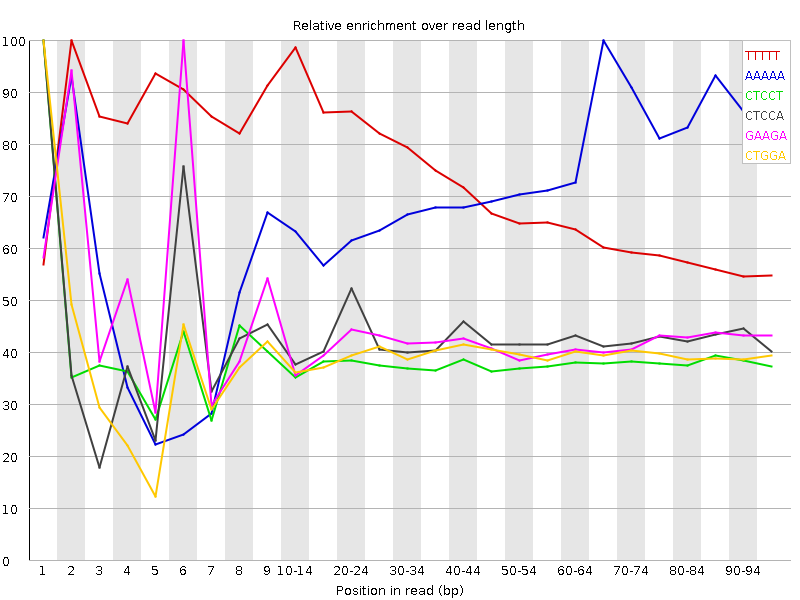 Relative enrichment over read length
100
90
80
70
60
50
40
30
20
10
0
TTTTT
AAAAA
CTCCT
CTCCA
GAAGA
CTGGA
1 2 3 4 5 6 7 8 9 10-14 20-24 30-34 40-44 50-54 60-64 70-74 80-84 90-94
Position in read (bp)